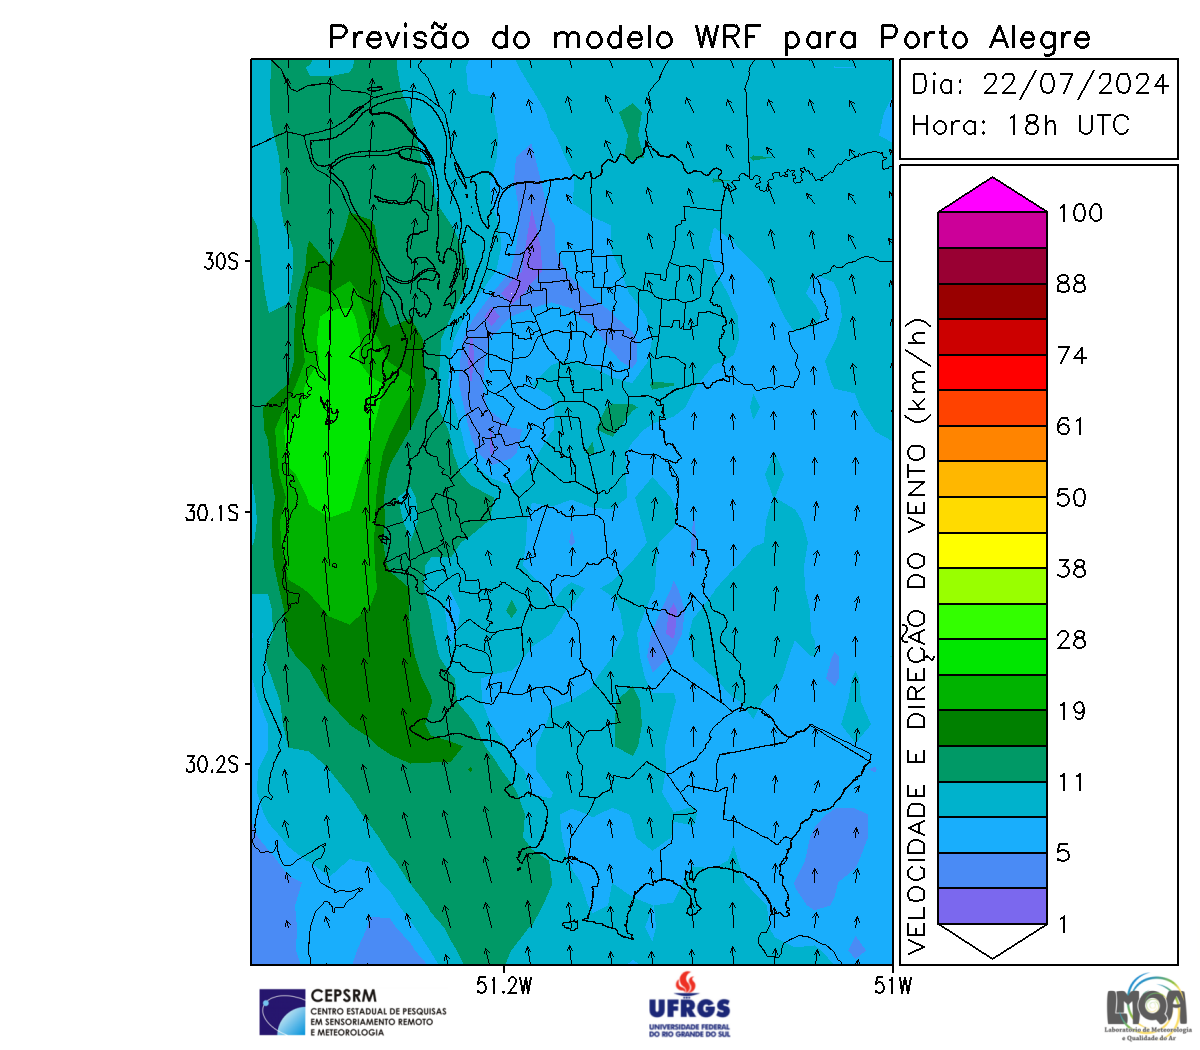 Previsão do modelo WRF para Porto Alegre
Dia: 22/07/2024
Hora: 18h UTC
30S
30.1S
30.2S
51.2W
51W
VELOCIDADE E DIREÇÃO DO VENTO (km/h)
100
88
74
61
50
38
28
19
11
5
1
CEPSRM
CENTRO ESTADUAL DE PESQUISAS
EM SENSORIAMENTO REMOTO
E METEOROLOGIA
UFRGS
UNIVERSIDADE FEDERAL
DO RIO GRANDE DO SUL
LMQA
Laboratório de Meteorologia
e Qualidade do Ar